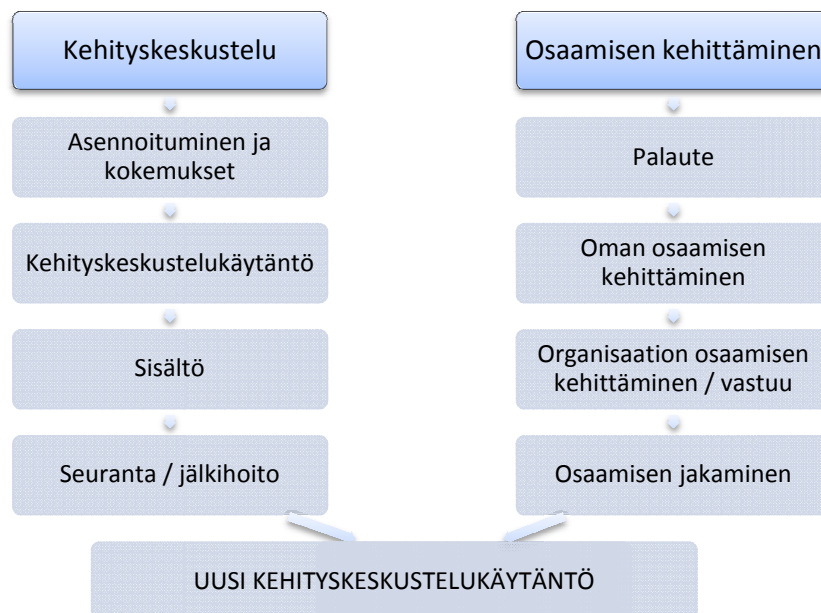 Kehityskeskustelu
Asennoituminen ja
kokemukset
Kehityskeskustelukäytäntö
Sisältö
Seuranta / jälkihoito
Osaamisen kehittäminen
Palaute
Oman osaamisen
kehittäminen
Organisaation osaamisen
kehittäminen / vastuu
Osaamisen jakaminen
UUSI KEHITYSKESKUSTELUKÄYTÄNTÖ